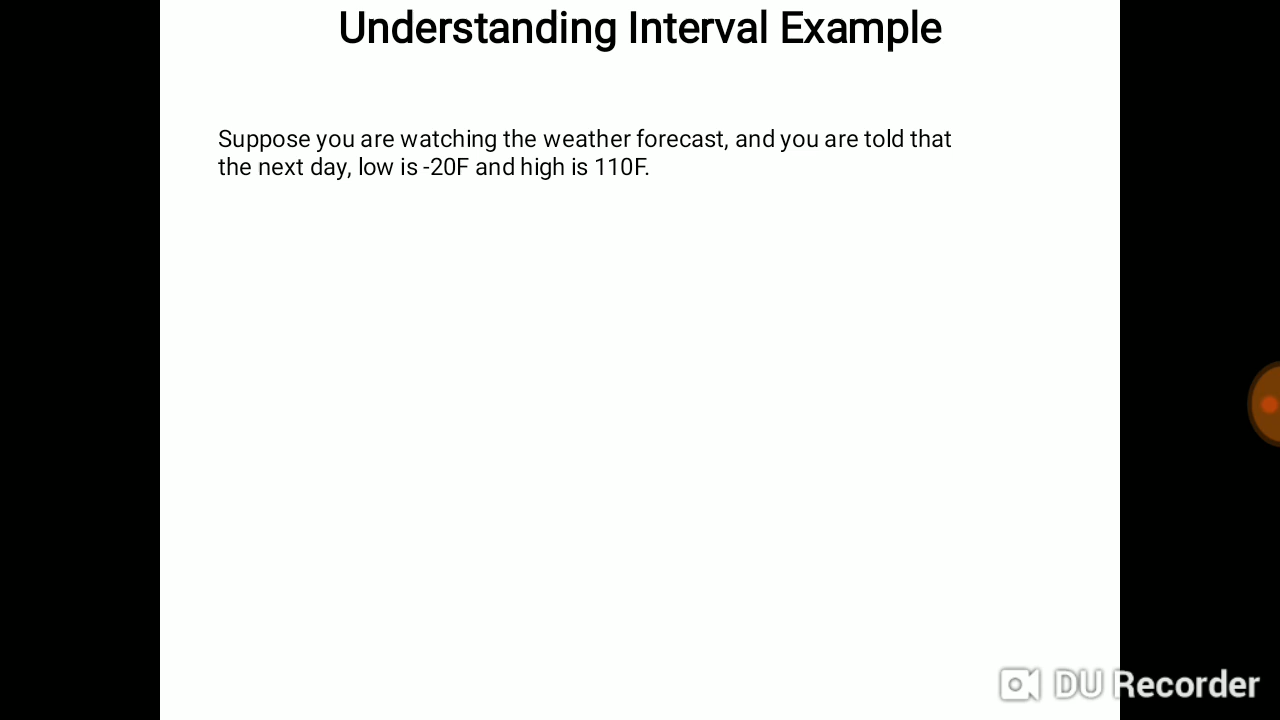 Understanding Interval Example
Suppose you are watching the weather forecast, and you are told that
the next day, low is -20F and high is 110F.
DU Recorder